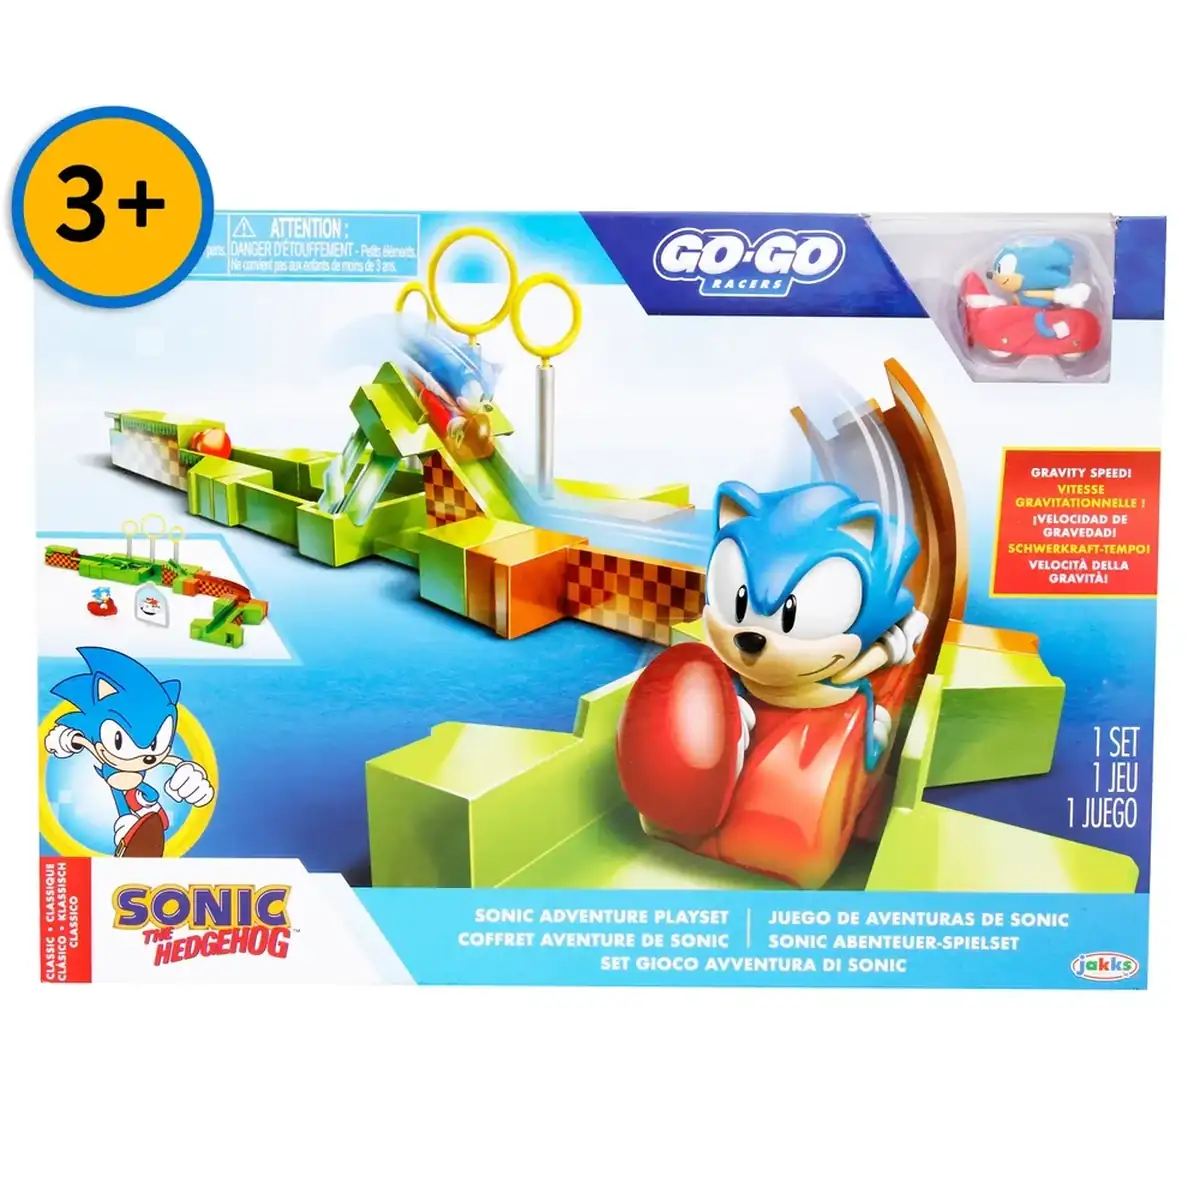 3+
ATTENTION :
parts. DANGER D'ÉTOUFFEMENT - Petits éléments.
Ne convient pas aux enfants de moins de 3 ans.
GO-GO
RACERS
GRAVITY SPEED!
VITESSE
GRAVITATIONNELLE !
¡VELOCIDAD DE
GRAVEDAD!
SCHWERKRAFT-TEMPO!
VELOCITÀ DELLA
GRAVITÀ!
1 SET
1 JEU
1 JUEGO
CLASSIC • CLASSIQUE
CLÁSICO • KLASSISCH
CLASSICO
SONIC
THE
HEDGEHOG™
SONIC ADVENTURE PLAYSET
COFFRET AVENTURE DE SONIC
JUEGO DE AVENTURAS DE SONIC
SONIC ABENTEUER-SPIELSET
SET GIOCO AVVENTURA DI SONIC
jakks